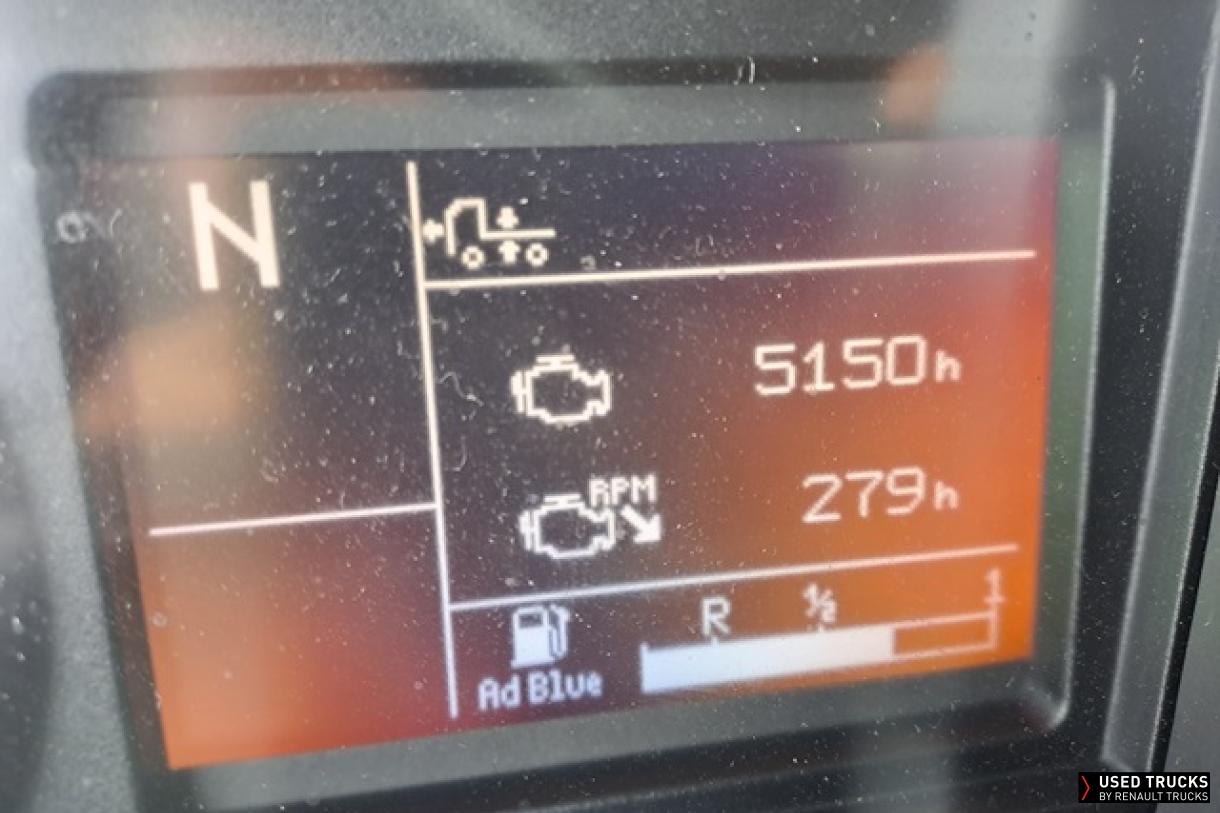 N
5150h
RPM
279h
R ½ 1
Ad Blue
USED TRUCKS
BY RENAULT TRUCKS